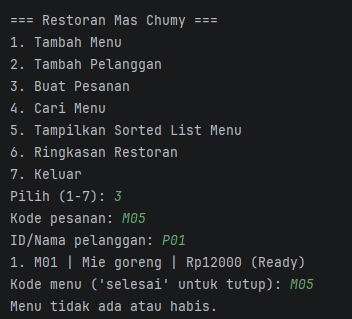 === Restoran Mas Chumy ===
1. Tambah Menu
2. Tambah Pelanggan
3. Buat Pesanan
4. Cari Menu
5. Tampilkan Sorted List Menu
6. Ringkasan Restoran
7. Keluar
Pilih (1-7): 3
Kode pesanan: M05
ID/Nama pelanggan: P01
1. M01 | Mie goreng | Rp12000 (Ready)
Kode menu ('selesai' untuk tutup): M05
Menu tidak ada atau habis.